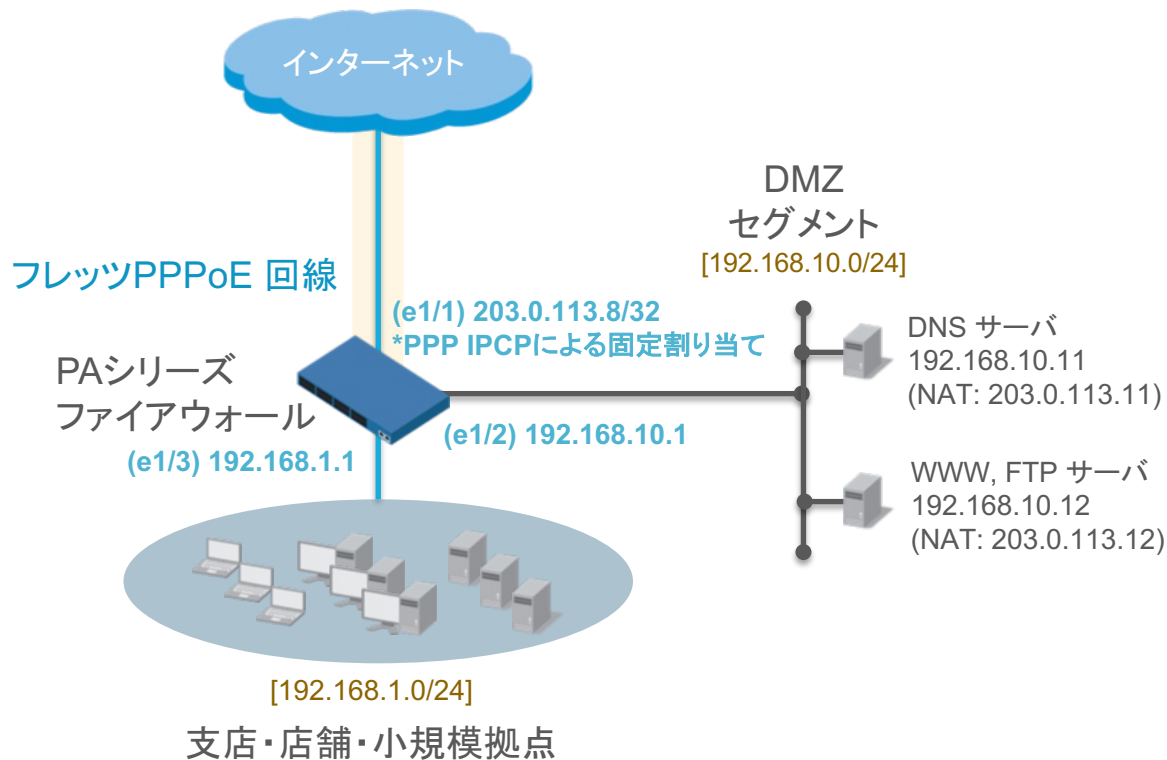 インターネット
DMZ
セグメント
[192.168.10.0/24]
フレッツPPPoE 回線
(e1/1) 203.0.113.8/32
*PPP IPCPによる固定割り当て
DNS サーバ
192.168.10.11
(NAT: 203.0.113.11)
PAシリーズ
ファイアウォール
(e1/2) 192.168.10.1
(e1/3) 192.168.1.1
WWW, FTP サーバ
192.168.10.12
(NAT: 203.0.113.12)
[192.168.1.0/24]
支店・店舗・小規模拠点